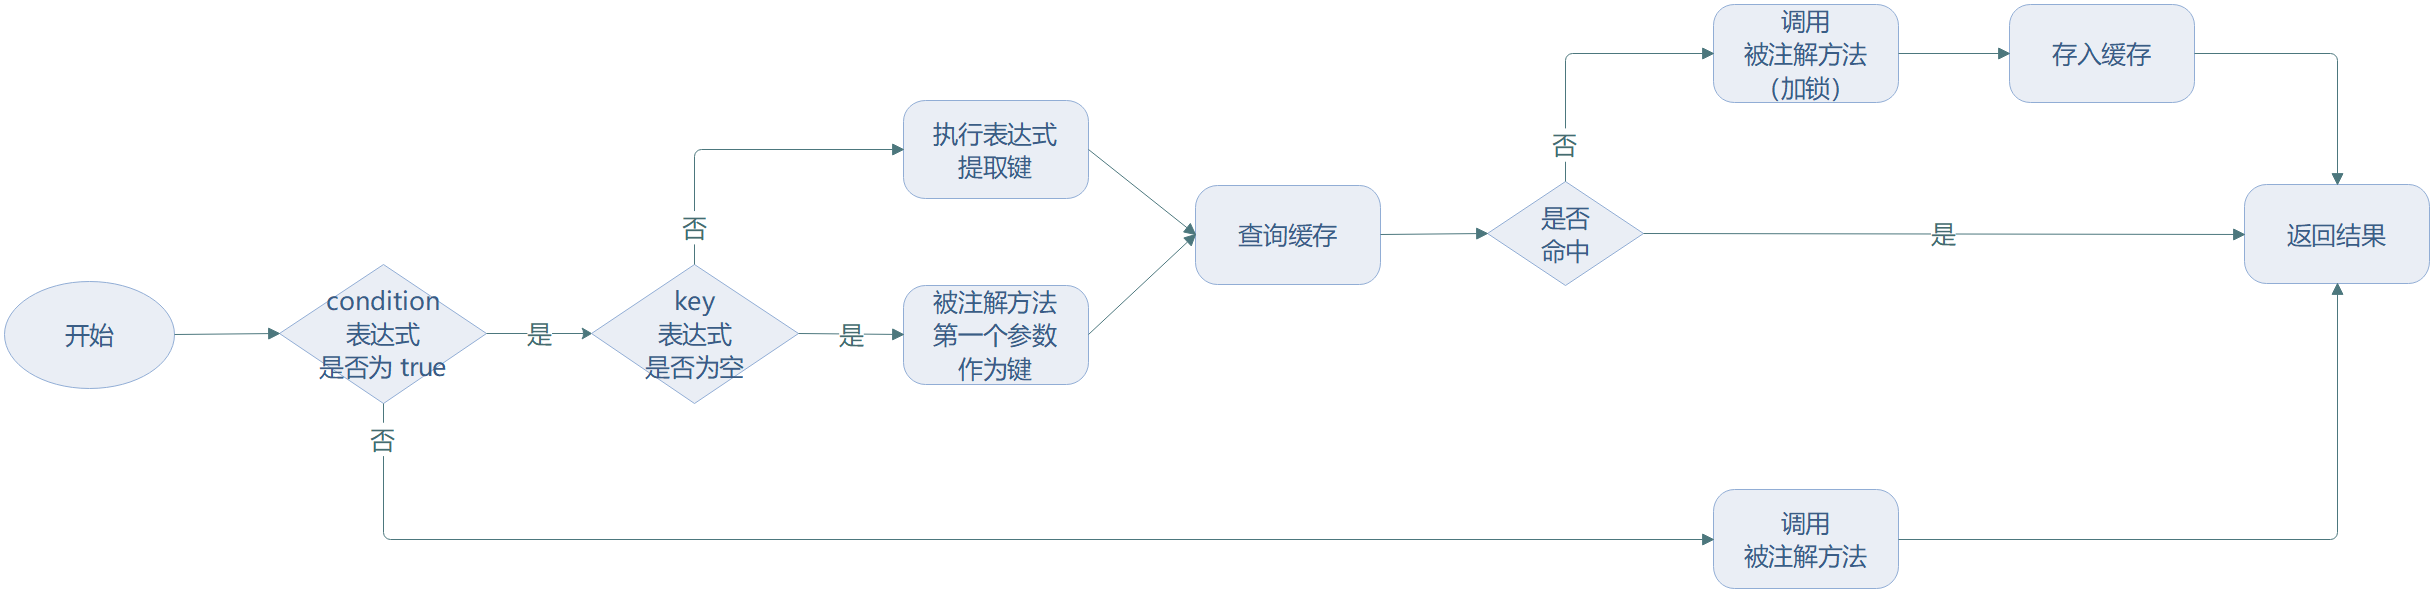 开始
condition
表达式
是否为 true
是
否
key
表达式
是否为空
否
是
执行表达式
提取键
被注解方法
第一个参数
作为键
查询缓存
是否
命中
否
是
调用
被注解方法
（加锁）
存入缓存
返回结果
调用
被注解方法